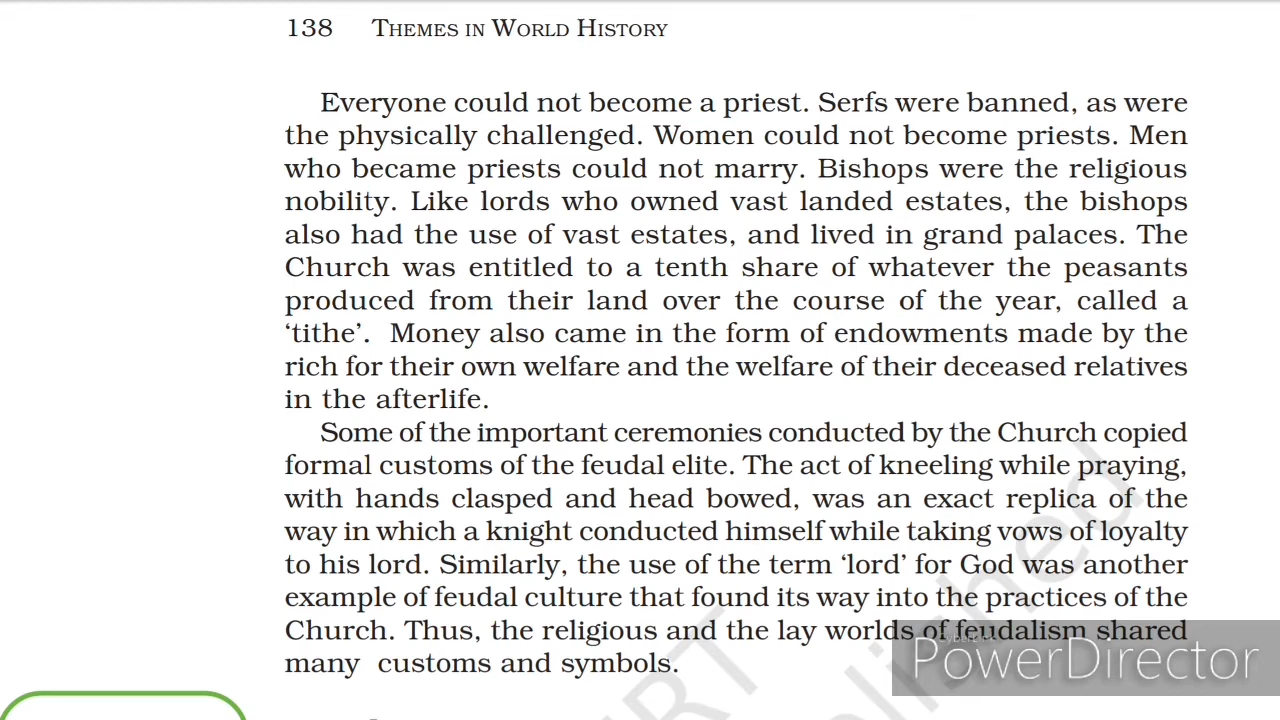 138 THEMES IN WORLD HISTORY
Everyone could not become a priest. Serfs were banned, as were
the physically challenged. Women could not become priests. Men
who became priests could not marry. Bishops were the religious
nobility. Like lords who owned vast landed estates, the bishops
also had the use of vast estates, and lived in grand palaces. The
Church was entitled to a tenth share of whatever the peasants
produced from their land over the course of the year, called a
‘tithe’. Money also came in the form of endowments made by the
rich for their own welfare and the welfare of their deceased relatives
in the afterlife.
Some of the important ceremonies conducted by the Church copied
formal customs of the feudal elite. The act of kneeling while praying,
with hands clasped and head bowed, was an exact replica of the
way in which a knight conducted himself while taking vows of loyalty
to his lord. Similarly, the use of the term ‘lord’ for God was another
example of feudal culture that found its way into the practices of the
Church. Thus, the religious and the lay worlds of feudalism shared
many customs and symbols.
PowerDirector